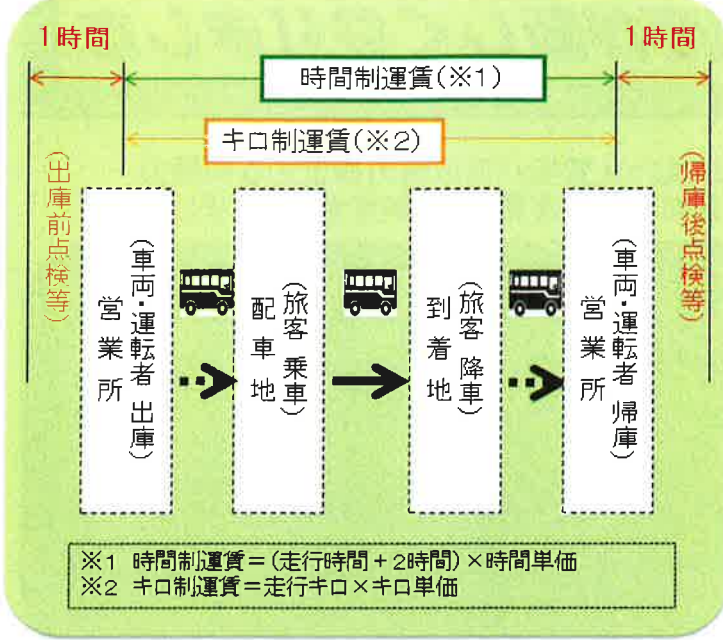 1時間
1時間
時間制運賃(※1)
キロ制運賃(※2)
(出庫前点検等)
営業所
(車両・運転者 出庫)
配車地
(旅客 乗車)
到着地
(旅客 降車)
営業所
(車両・運転者 帰庫)
(帰庫後点検等)
※1 時間制運賃=(走行時間+2時間)×時間単価
※2 キロ制運賃=走行キロ×キロ単価